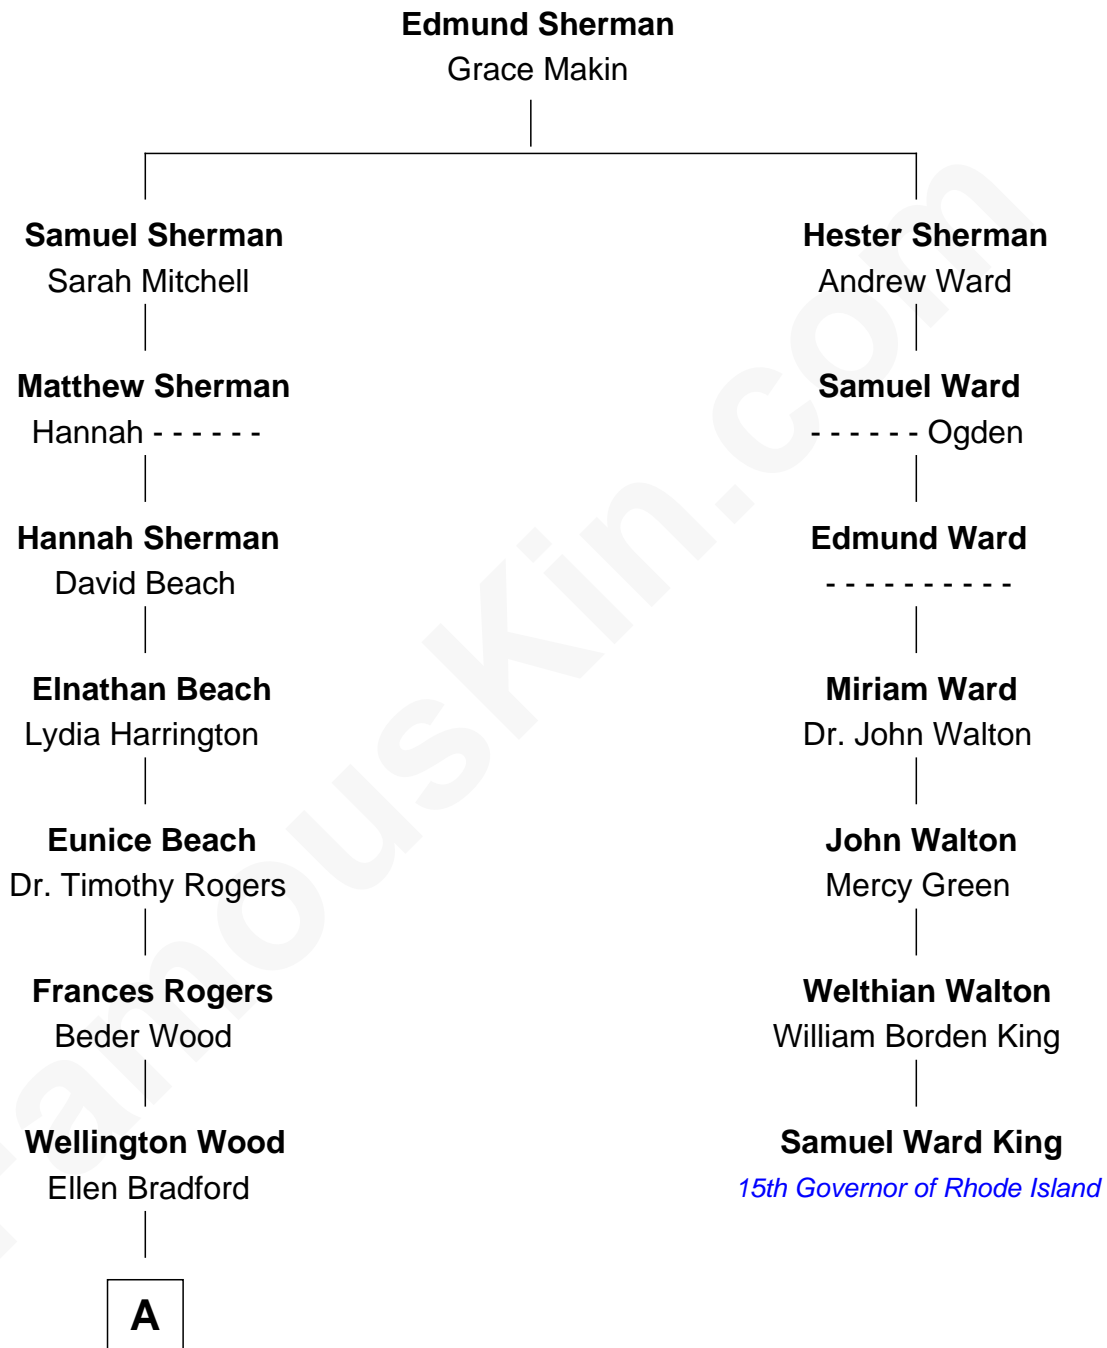 Edmund Sherman
Grace Makin
Samuel Sherman
Sarah Mitchell
Hester Sherman
Andrew Ward
Matthew Sherman
Hannah - - - - - -
Samuel Ward
- - - - - - Ogden
Hannah Sherman
David Beach
Edmund Ward
- - - - - - - - - -
Elnathan Beach
Lydia Harrington
Miriam Ward
Dr. John Walton
Eunice Beach
Dr. Timothy Rogers
John Walton
Mercy Green
Frances Rogers
Beder Wood
Welthian Walton
William Borden King
Wellington Wood
Ellen Bradford
Samuel Ward King
15th Governor of Rhode Island
A
FamousKin.com